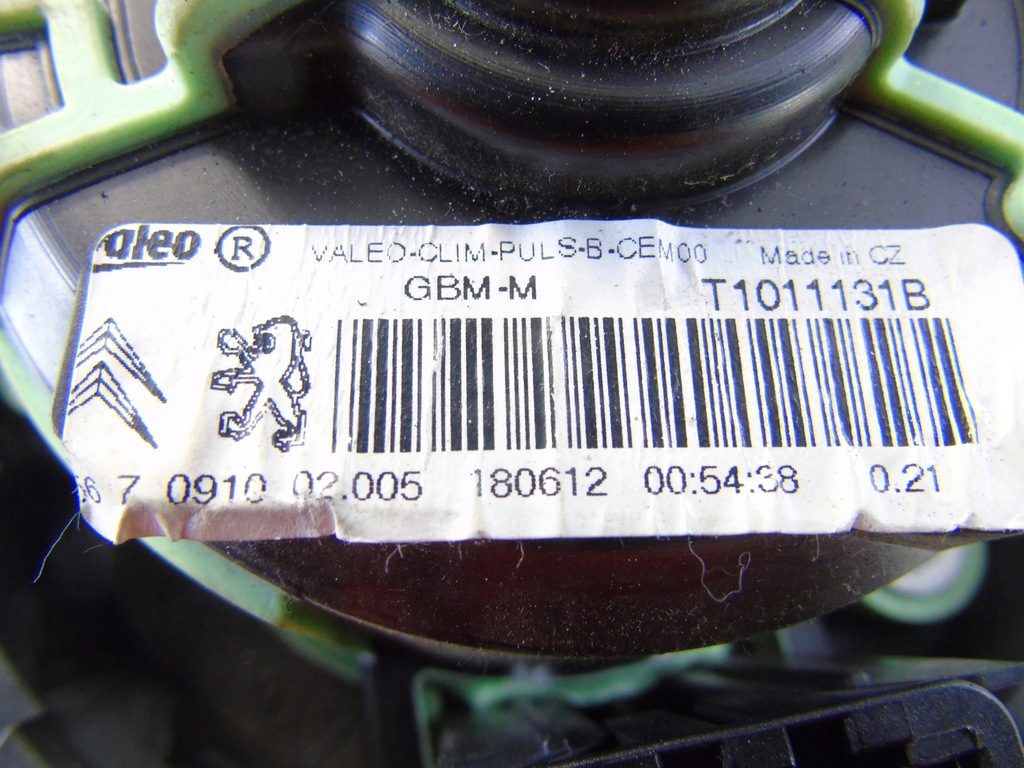 valeo ® VALEO-CLIM-PULS-B-CEM00 Made in CZ
GBM-M T1011131B
7 0910 02.005 180612 00:54:38 0.21